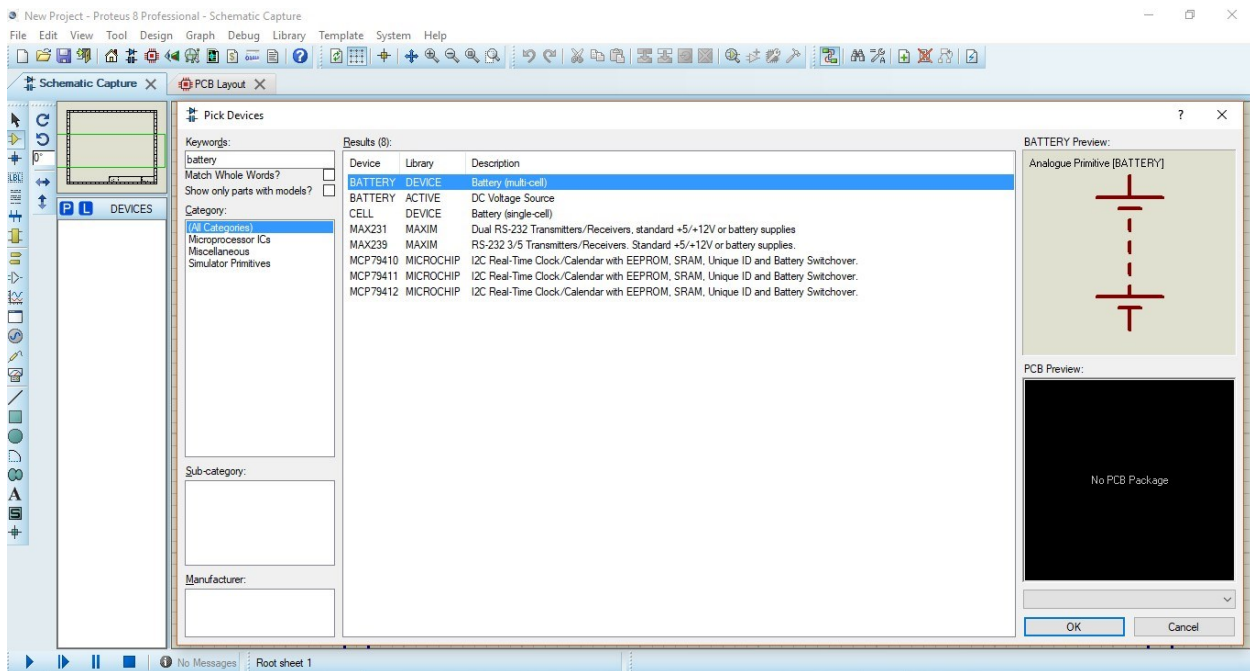 New Project - Proteus 8 Professional - Schematic Capture
File Edit View Tool Design Graph Debug Library Template System Help
Schematic Capture
PCB Layout
Pick Devices
?
0°
P L DEVICES
Keywords:
battery
Match Whole Words?
Show only parts with models?
Category:
(All Categories)
Microprocessor ICs
Miscellaneous
Simulator Primitives
Sub-category:
Manufacturer:
Results (8):
Device Library Description
BATTERY DEVICE Battery (multi-cell)
BATTERY ACTIVE DC Voltage Source
CELL DEVICE Battery (single-cell)
MAX231 MAXIM Dual RS-232 Transmitters/Receivers, standard +5/+12V or battery supplies
MAX239 MAXIM RS-232 3/5 Transmitters/Receivers. Standard +5/+12V or battery supplies.
MCP79410 MICROCHIP I2C Real-Time Clock/Calendar with EEPROM, SRAM, Unique ID and Battery Switchover.
MCP79411 MICROCHIP I2C Real-Time Clock/Calendar with EEPROM, SRAM, Unique ID and Battery Switchover.
MCP79412 MICROCHIP I2C Real-Time Clock/Calendar with EEPROM, SRAM, Unique ID and Battery Switchover.
BATTERY Preview:
Analogue Primitive [BATTERY]
PCB Preview:
No PCB Package
OK Cancel
LBL
A
S
No Messages Root sheet 1